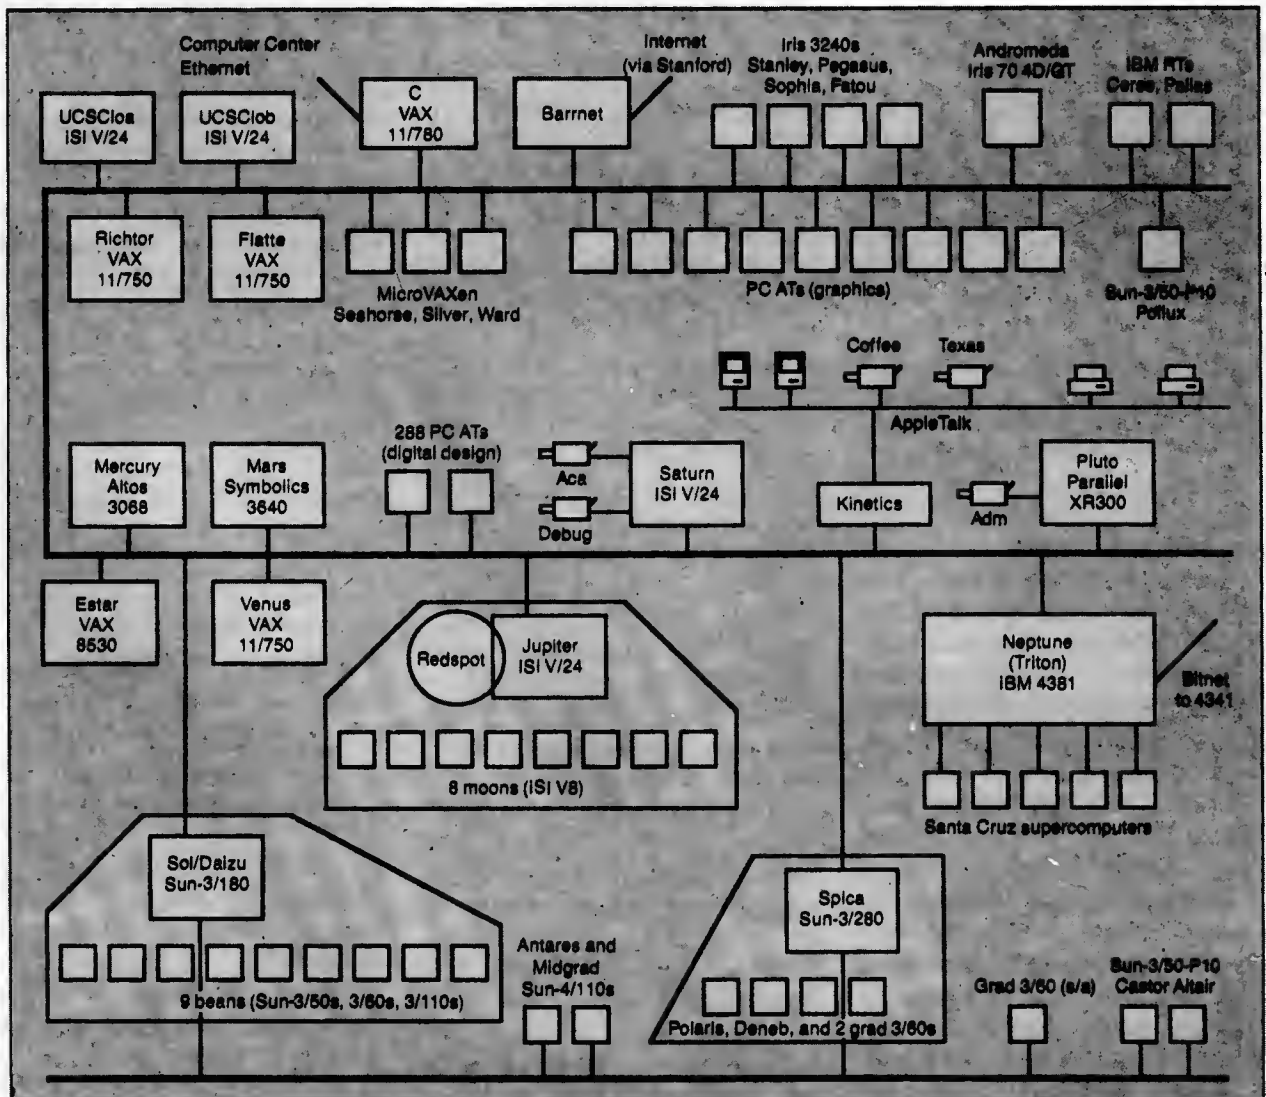 Computer Center
Ethernet
C
VAX
11/780
Internet
(via Stanford)
Barrnet
Iris 3240s
Stanley, Pegasus,
Sophia, Fatou
Andromeda
Iris 70 4D/GT
IBM RTs
Ceres, Pallas
UCSCloa
ISI V/24
UCSClob
ISI V/24
Richtor
VAX
11/750
Flatte
VAX
11/750
MicroVAXen
Seahorse, Silver, Ward
PC ATs (graphics)
Sun-3/50-P10
Pollux
Coffee
Texas
AppleTalk
Mercury
Altos
3068
Mars
Symbolics
3640
288 PC ATs
(digital design)
Aca
Debug
Saturn
ISI V/24
Kinetics
Adm
Pluto
Parallel
XR300
Estar
VAX
8530
Venus
VAX
11/750
Redspot
Jupiter
ISI V/24
8 moons (ISI V8)
Neptune
(Triton)
IBM 4381
Bitnet
to 4341
Santa Cruz supercomputers
Sol/Daizu
Sun-3/180
9 beans (Sun-3/50s, 3/60s, 3/110s)
Antares and
Midgrad
Sun-4/110s
Spica
Sun-3/280
Polaris, Deneb, and 2 grad 3/60s
Grad 3/60 (s/a)
Sun-3/50-P10
Castor Altair